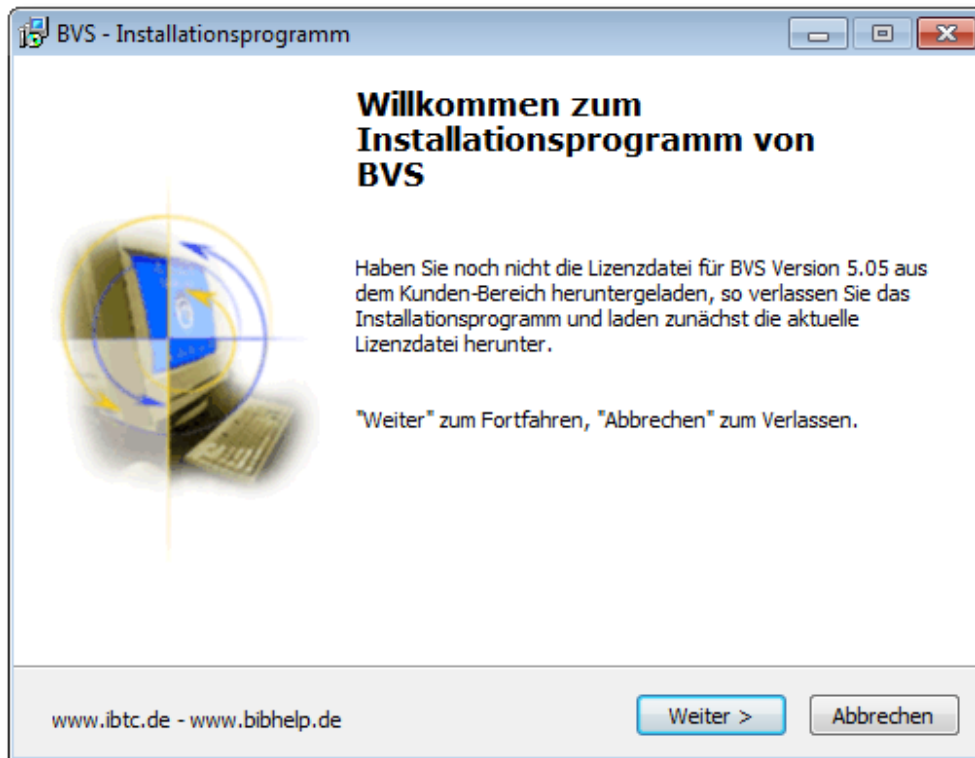 BVS - Installationsprogramm
Willkommen zum
Installationsprogramm von
BVS
Haben Sie noch nicht die Lizenzdatei für BVS Version 5.05 aus
dem Kunden-Bereich heruntergeladen, so verlassen Sie das
Installationsprogramm und laden zunächst die aktuelle
Lizenzdatei herunter.
"Weiter" zum Fortfahren, "Abbrechen" zum Verlassen.
www.ibtc.de - www.bibhelp.de
Weiter >
Abbrechen